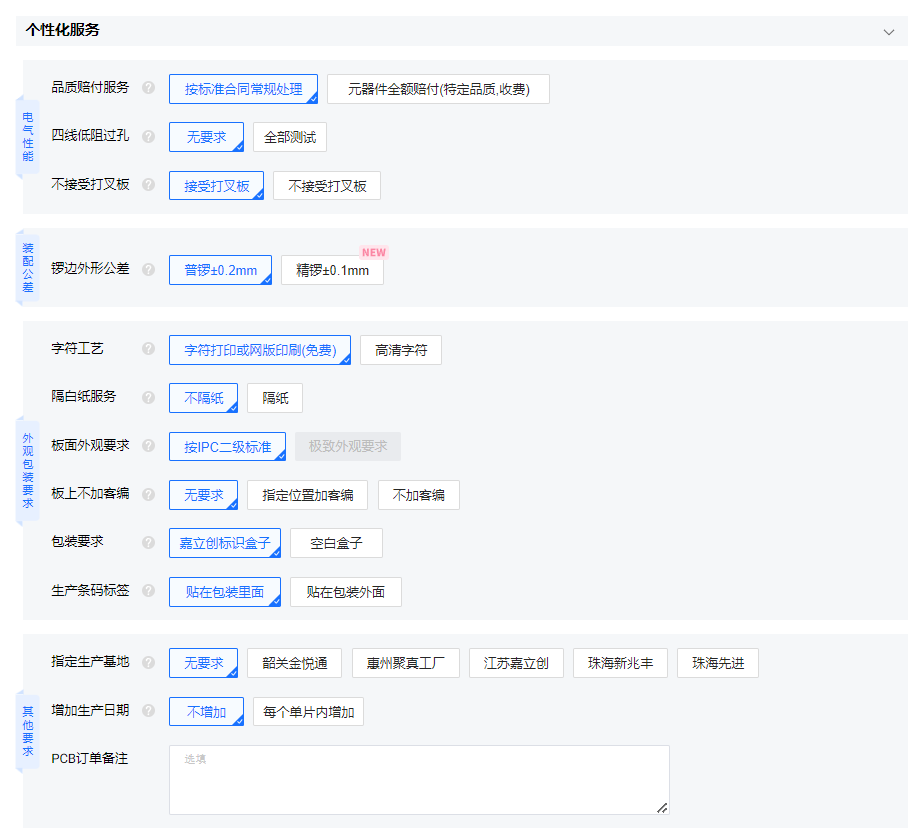 个性化服务
电气性能
品质赔付服务 ? 按标准合同常规处理 元器件全额赔付(特定品质,收费)
四线低阻过孔 ? 无要求 全部测试
不接受打叉板 ? 接受打叉板 不接受打叉板
装配公差
锣边外形公差 ? 普锣±0.2mm 精锣±0.1mm NEW
外观包装要求
字符工艺 ? 字符打印或网版印刷(免费) 高清字符
隔白纸服务 ? 不隔纸 隔纸
板面外观要求 ? 按IPC二级标准 极致外观要求
板上不加客编 ? 无要求 指定位置加客编 不加客编
包装要求 ? 嘉立创标识盒子 空白盒子
生产条码标签 ? 贴在包装里面 贴在包装外面
其他要求
指定生产基地 ? 无要求 韶关金悦通 惠州聚真工厂 江苏嘉立创 珠海新兆丰 珠海先进
增加生产日期 ? 不增加 每个单片内增加
PCB订单备注 选填